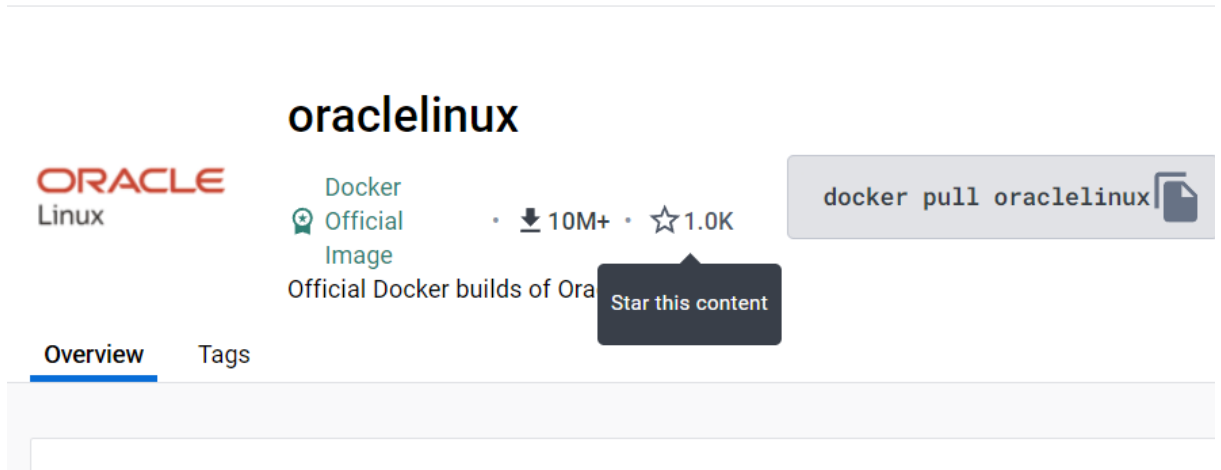 oraclelinux
ORACLE
Linux
Docker
Official
Image
• 10M+ • 1.0K
docker pull oraclelinux
Official Docker builds of Ora
Star this content
Overview Tags